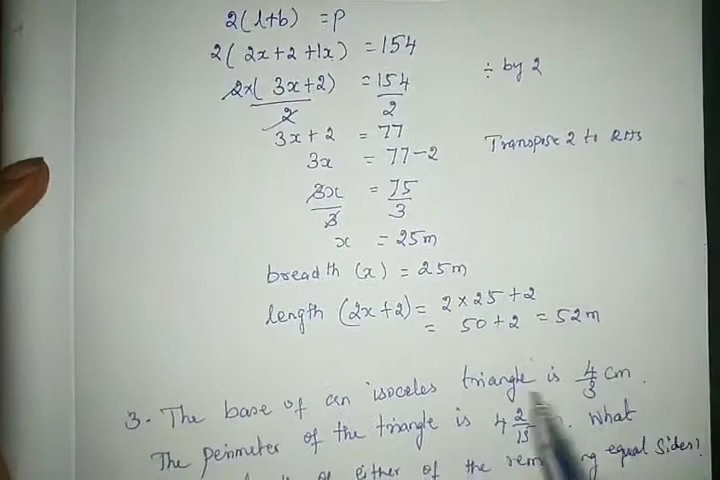 2(l+b) = P
2(2x+2+1x) = 154
2x(3x+2)/2 = 154/2 ÷ by 2
3x+2 = 77 Transpose 2 to RHS
3x = 77-2
3x/3 = 75/3
x = 25m
breadth (x) = 25m
length (2x+2) = 2×25+2
= 50+2 = 52m
3. The base of an isoceles triangle is 4/3 cm.
The perimeter of the triangle is 4 2/15 . What
of either of the equal sides?